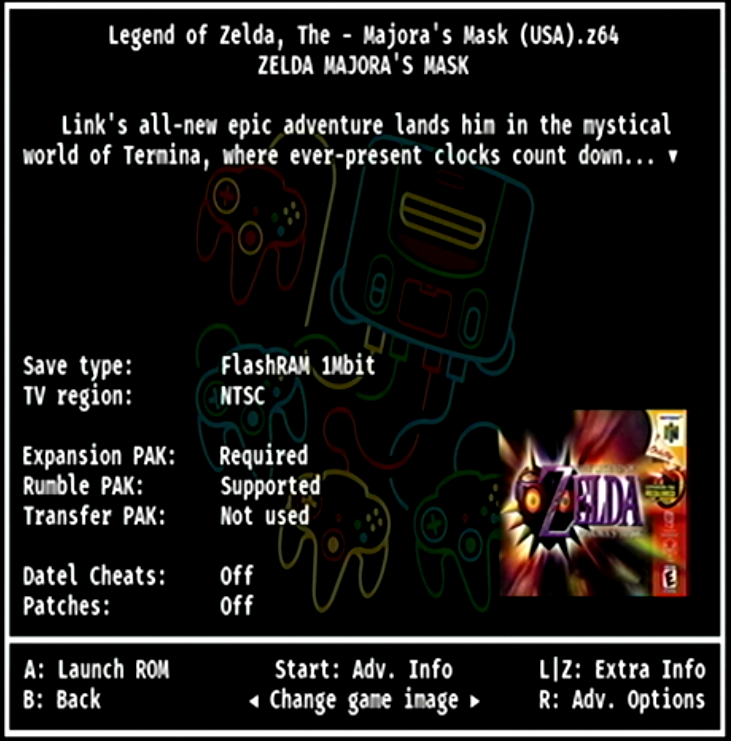 Legend of Zelda, The - Majora's Mask (USA).z64
ZELDA MAJORA'S MASK
Link's all-new epic adventure lands him in the mystical
world of Termina, where ever-present clocks count down... ▼
Save type: FlashRAM 1Mbit
TV region: NTSC
Expansion PAK: Required
Rumble PAK: Supported
Transfer PAK: Not used
ZELDA
Datel Cheats: Off
Patches: Off
A: Launch ROM Start: Adv. Info L|Z: Extra Info
B: Back ◄ Change game image ► R: Adv. Options